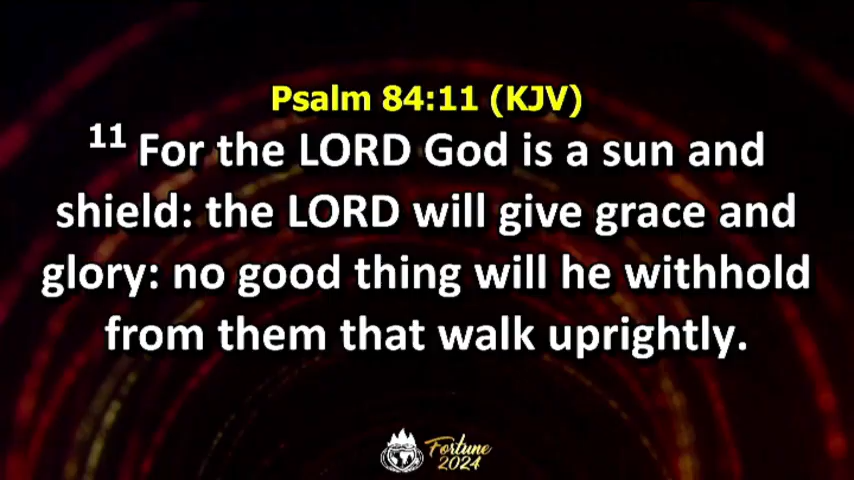 Psalm 84:11 (KJV)
11 For the LORD God is a sun and
shield: the LORD will give grace and
glory: no good thing will he withhold
from them that walk uprightly.
Fortune
2024